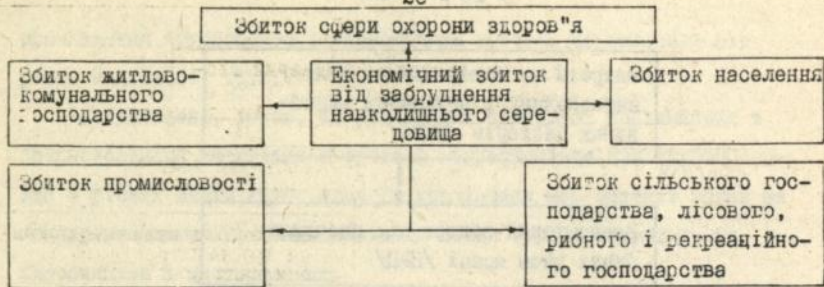 Збиток сфери охорони здоров"я
Збиток житлово-
комунального
господарства
Економічний збиток
від забруднення
навколишнього сере-
довища
Збиток населення
Збиток промисловості
Збиток сільського гос-
подарства, лісового,
рибного і рекреаційно-
го господарства